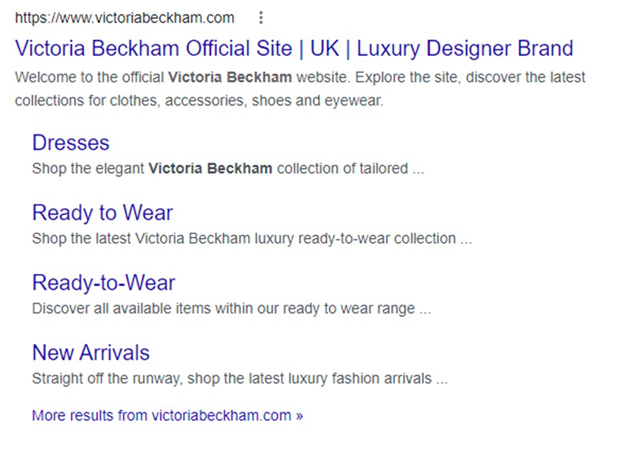 https://www.victoriabeckham.com
Victoria Beckham Official Site | UK | Luxury Designer Brand
Welcome to the official Victoria Beckham website. Explore the site, discover the latest
collections for clothes, accessories, shoes and eyewear.
Dresses
Shop the elegant Victoria Beckham collection of tailored ...
Ready to Wear
Shop the latest Victoria Beckham luxury ready-to-wear collection ...
Ready-to-Wear
Discover all available items within our ready to wear range ...
New Arrivals
Straight off the runway, shop the latest luxury fashion arrivals ...
More results from victoriabeckham.com »